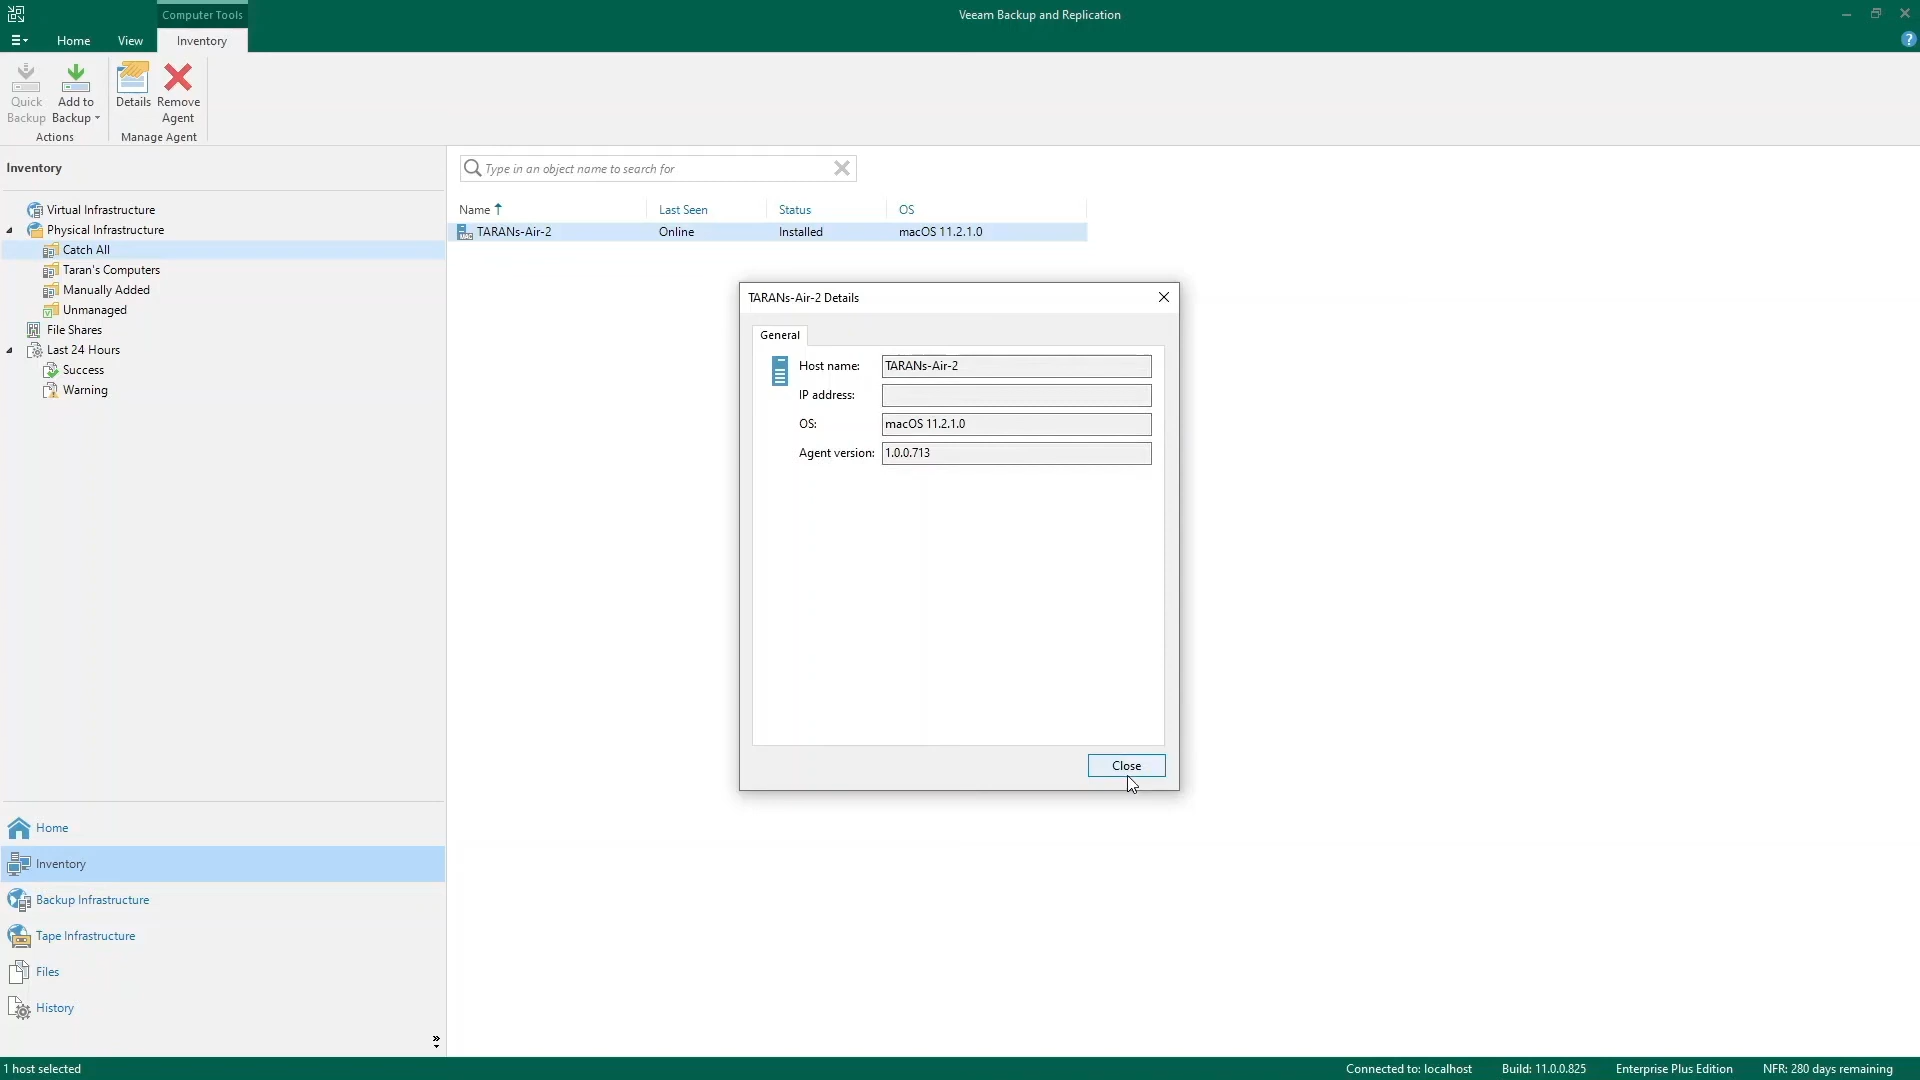 Computer Tools
Veeam Backup and Replication
Home
View
Inventory
Quick
Backup
Add to
Backup
Details
Remove
Agent
Actions
Manage Agent
Inventory
Type in an object name to search for
Virtual Infrastructure
Physical Infrastructure
Catch All
Taran's Computers
Manually Added
Unmanaged
File Shares
Last 24 Hours
Success
Warning
Name Last Seen Status OS
TARANs-Air-2 Online Installed macOS 11.2.1.0
TARANs-Air-2 Details
General
Host name: TARANs-Air-2
IP address:
OS: macOS 11.2.1.0
Agent version: 1.0.0.713
Close
Home
Inventory
Backup Infrastructure
Tape Infrastructure
Files
History
1 host selected
Connected to: localhost Build: 11.0.0.825 Enterprise Plus Edition NFR: 280 days remaining